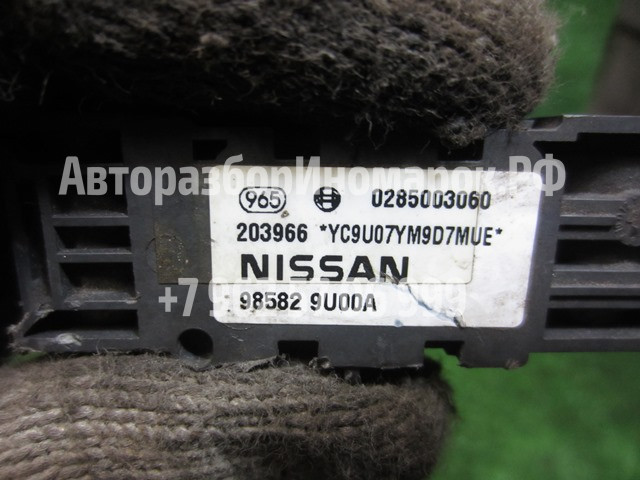 АвторазборИномарок.РФ
965 0285003060
203966 *YC9U07YM9D7MUE*
NISSAN
98582 9U00A